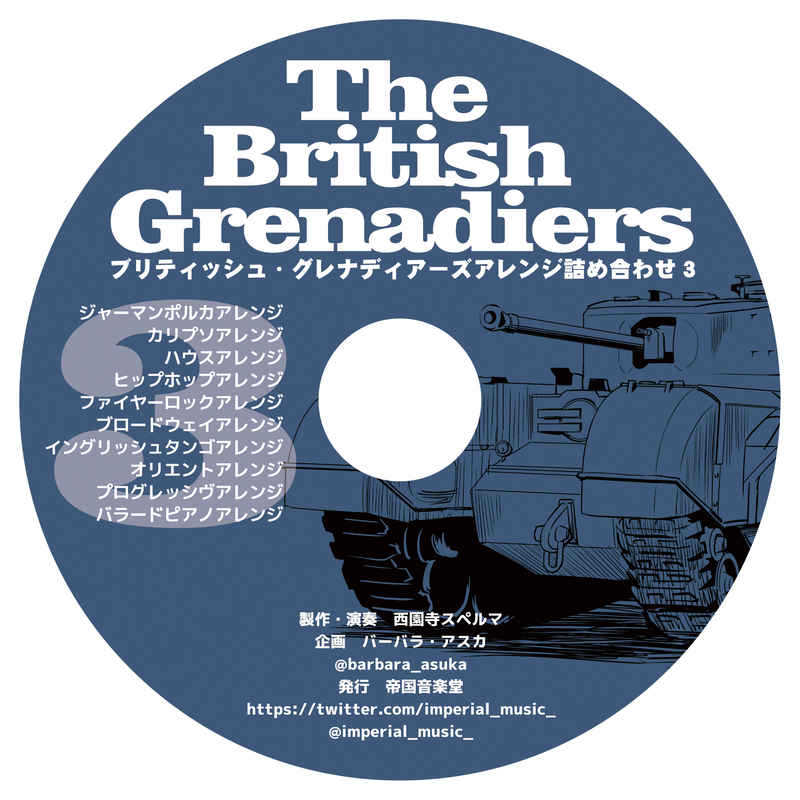 The
British
Grenadiers
ブリティッシュ・グレナディアーズアレンジ詰め合わせ3
3
ジャーマンポルカアレンジ
カリプソアレンジ
ハウスアレンジ
ヒップホップアレンジ
ファイヤーロックアレンジ
ブロードウェイアレンジ
イングリッシュタンゴアレンジ
オリエントアレンジ
プログレッシヴアレンジ
バラードピアノアレンジ
製作・演奏　西園寺スペルマ
企画　バーバラ・アスカ
@barbara_asuka
発行　帝国音楽堂
https://twitter.com/imperial_music_
@imperial_music_